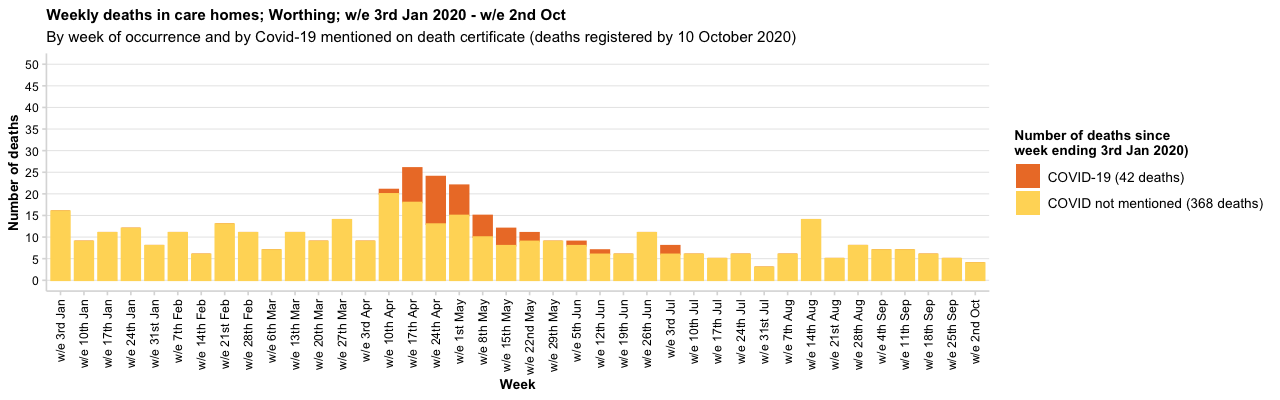 Weekly deaths in care homes; Worthing; w/e 3rd Jan 2020 - w/e 2nd Oct
By week of occurrence and by Covid-19 mentioned on death certificate (deaths registered by 10 October 2020)
Number of deaths
50
45
40
35
30
25
20
15
10
5
0
w/e 3rd Jan
w/e 10th Jan
w/e 17th Jan
w/e 24th Jan
w/e 31st Jan
w/e 7th Feb
w/e 14th Feb
w/e 21st Feb
w/e 28th Feb
w/e 6th Mar
w/e 13th Mar
w/e 20th Mar
w/e 27th Mar
w/e 3rd Apr
w/e 10th Apr
w/e 17th Apr
w/e 24th Apr
w/e 1st May
w/e 8th May
w/e 15th May
w/e 22nd May
w/e 29th May
w/e 5th Jun
w/e 12th Jun
w/e 19th Jun
w/e 26th Jun
w/e 3rd Jul
w/e 10th Jul
w/e 17th Jul
w/e 24th Jul
w/e 31st Jul
w/e 7th Aug
w/e 14th Aug
w/e 21st Aug
w/e 28th Aug
w/e 4th Sep
w/e 11th Sep
w/e 18th Sep
w/e 25th Sep
w/e 2nd Oct
Week
Number of deaths since
week ending 3rd Jan 2020)
COVID-19 (42 deaths)
COVID not mentioned (368 deaths)